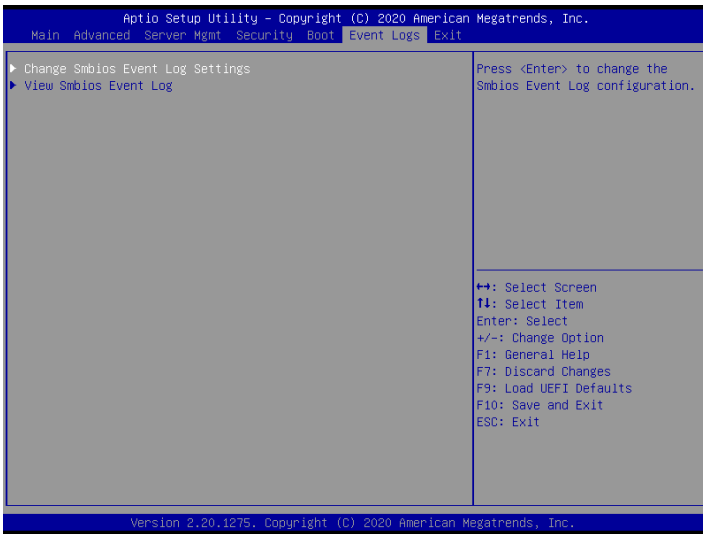 Aptio Setup Utility – Copyright (C) 2020 American Megatrends, Inc.
Main Advanced Server Mgmt Security Boot Event Logs Exit
▶ Change Smbios Event Log Settings
▶ View Smbios Event Log
Press <Enter> to change the
Smbios Event Log configuration.
↔: Select Screen
↑↓: Select Item
Enter: Select
+/-: Change Option
F1: General Help
F7: Discard Changes
F9: Load UEFI Defaults
F10: Save and Exit
ESC: Exit
Version 2.20.1275. Copyright (C) 2020 American Megatrends, Inc.